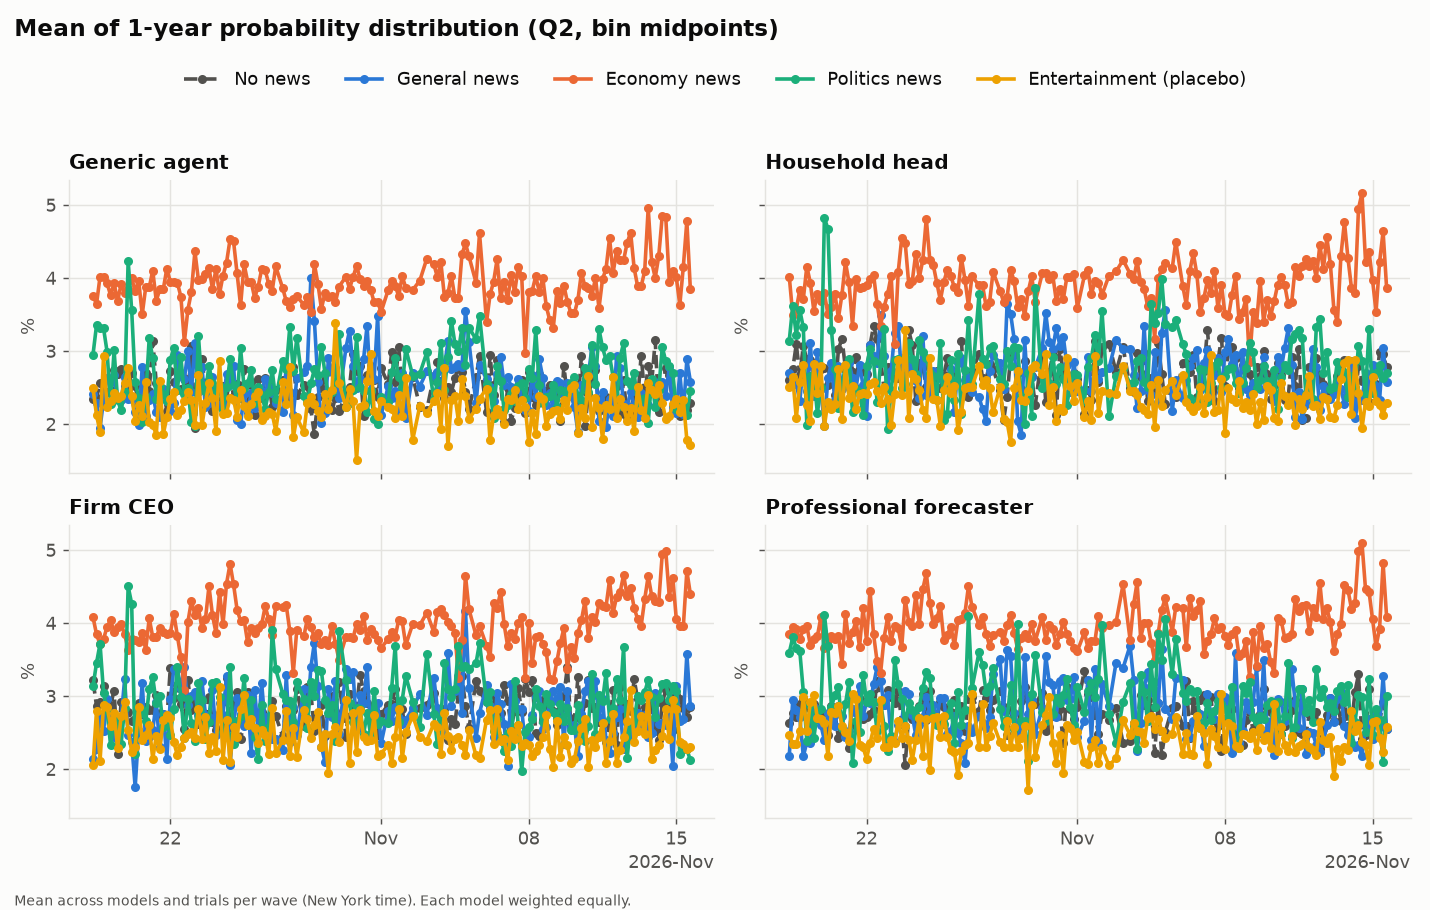 Mean of 1-year probability distribution (Q2, bin midpoints)
No news General news Economy news Politics news Entertainment (placebo)
Generic agent
Household head
5
4
3
2
%
%
Firm CEO
Professional forecaster
5
4
3
2
%
%
22 Nov 08 15
2026-Nov
22 Nov 08 15
2026-Nov
Mean across models and trials per wave (New York time). Each model weighted equally.